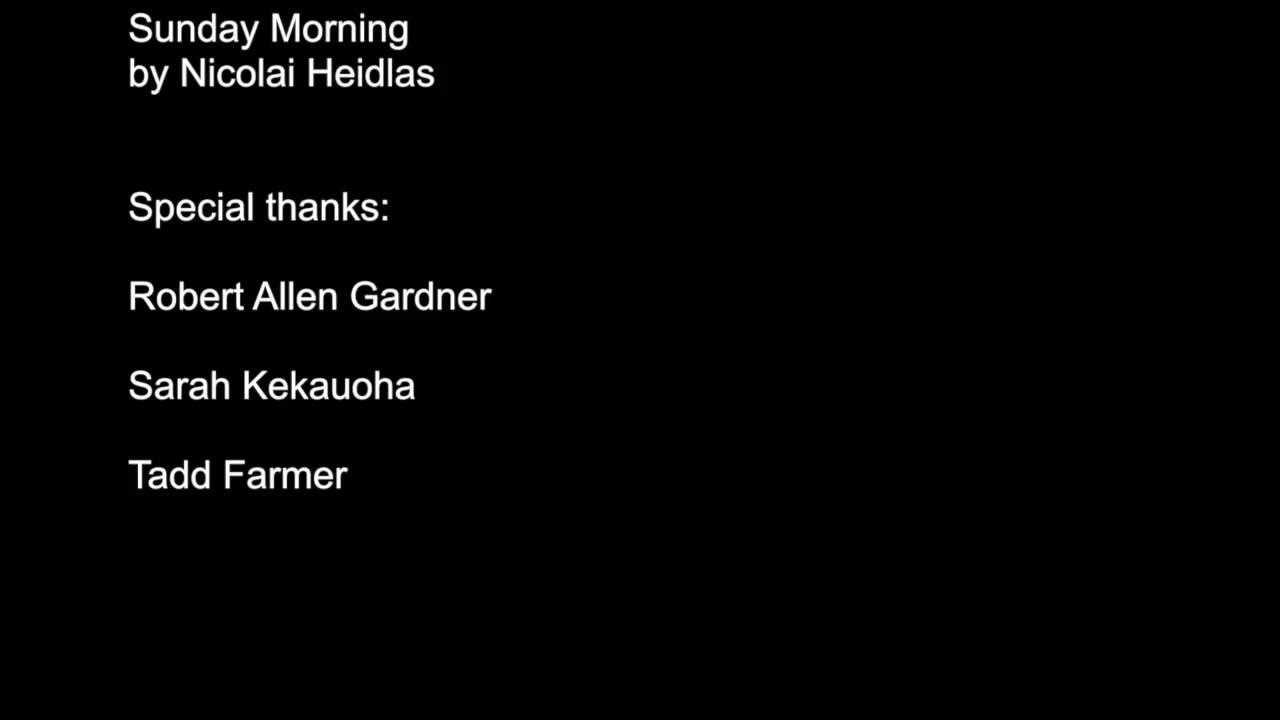 Sunday Morning
by Nicolai Heidlas
Special thanks:
Robert Allen Gardner
Sarah Kekauoha
Tadd Farmer